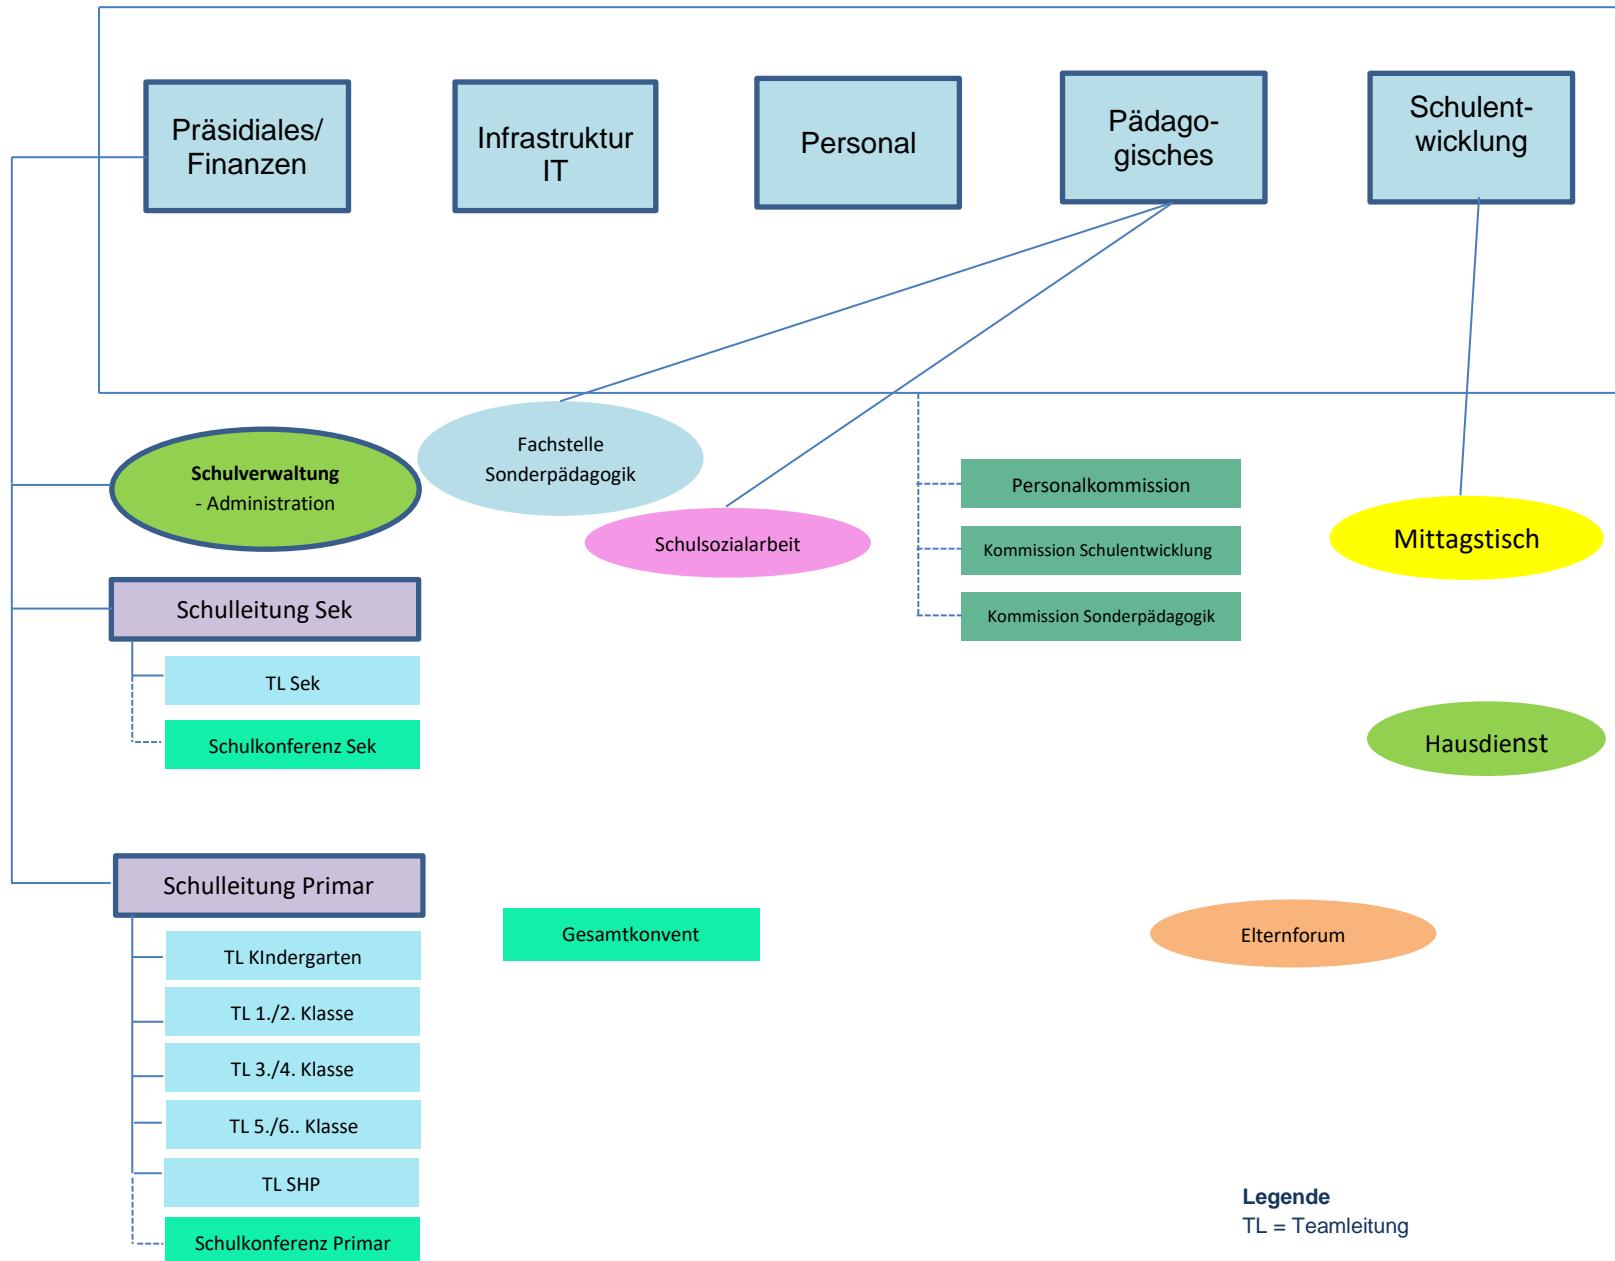 Präsidiales/
Finanzen
Infrastruktur
IT
Personal
Pädago-
gisches
Schulent-
wicklung
Schulverwaltung
- Administration
Fachstelle
Sonderpädagogik
Schulsozialarbeit
Personalkommission
Kommission Schulentwicklung
Kommission Sonderpädagogik
Mittagstisch
Schulleitung Sek
TL Sek
Schulkonferenz Sek
Hausdienst
Schulleitung Primar
TL KIndergarten
TL 1./2. Klasse
TL 3./4. Klasse
TL 5./6.. Klasse
TL SHP
Schulkonferenz Primar
Gesamtkonvent
Elternforum
Legende
TL = Teamleitung